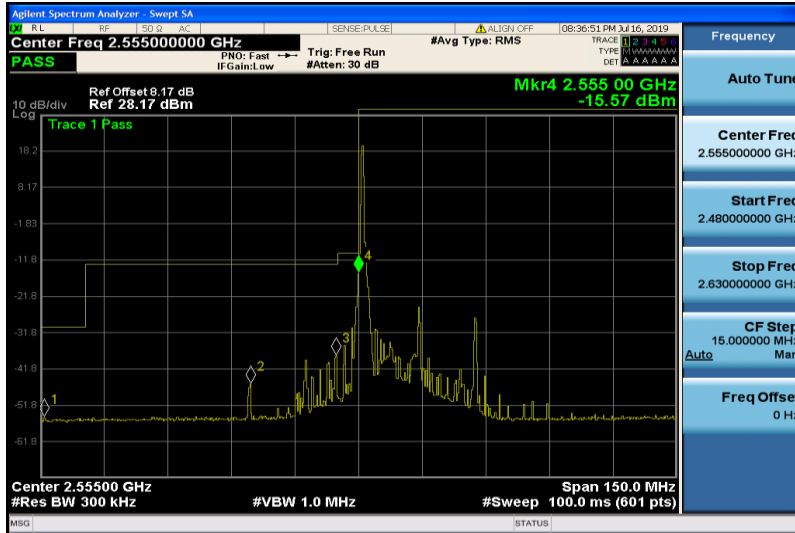 Agilent Spectrum Analyzer - Swept SA
LXI RL RF 50 Ω AC SENSE:PULSE ALIGN OFF 08:36:51 PM Jul 16, 2019
Center Freq 2.555000000 GHz #Avg Type: RMS TRACE 1 2 3 4 5 6
PNO: Fast Trig: Free Run TYPE M WWWWW
PASS IFGain:Low #Atten: 30 dB DET A A A A A A
Ref Offset 8.17 dB Mkr4 2.555 00 GHz
10 dB/div Ref 28.17 dBm -15.57 dBm
Log
Trace 1 Pass
18.2
8.17
-1.83
-11.8
-21.8
-31.8
-41.8
-51.8
-61.8
1
2
3
4
Center 2.55500 GHz Span 150.0 MHz
#Res BW 300 kHz #VBW 1.0 MHz #Sweep 100.0 ms (601 pts)
MSG STATUS
Frequency
Auto Tune
Center Freq
2.555000000 GHz
Start Freq
2.480000000 GHz
Stop Freq
2.630000000 GHz
CF Step
15.000000 MHz
Auto Man
Freq Offset
0 Hz